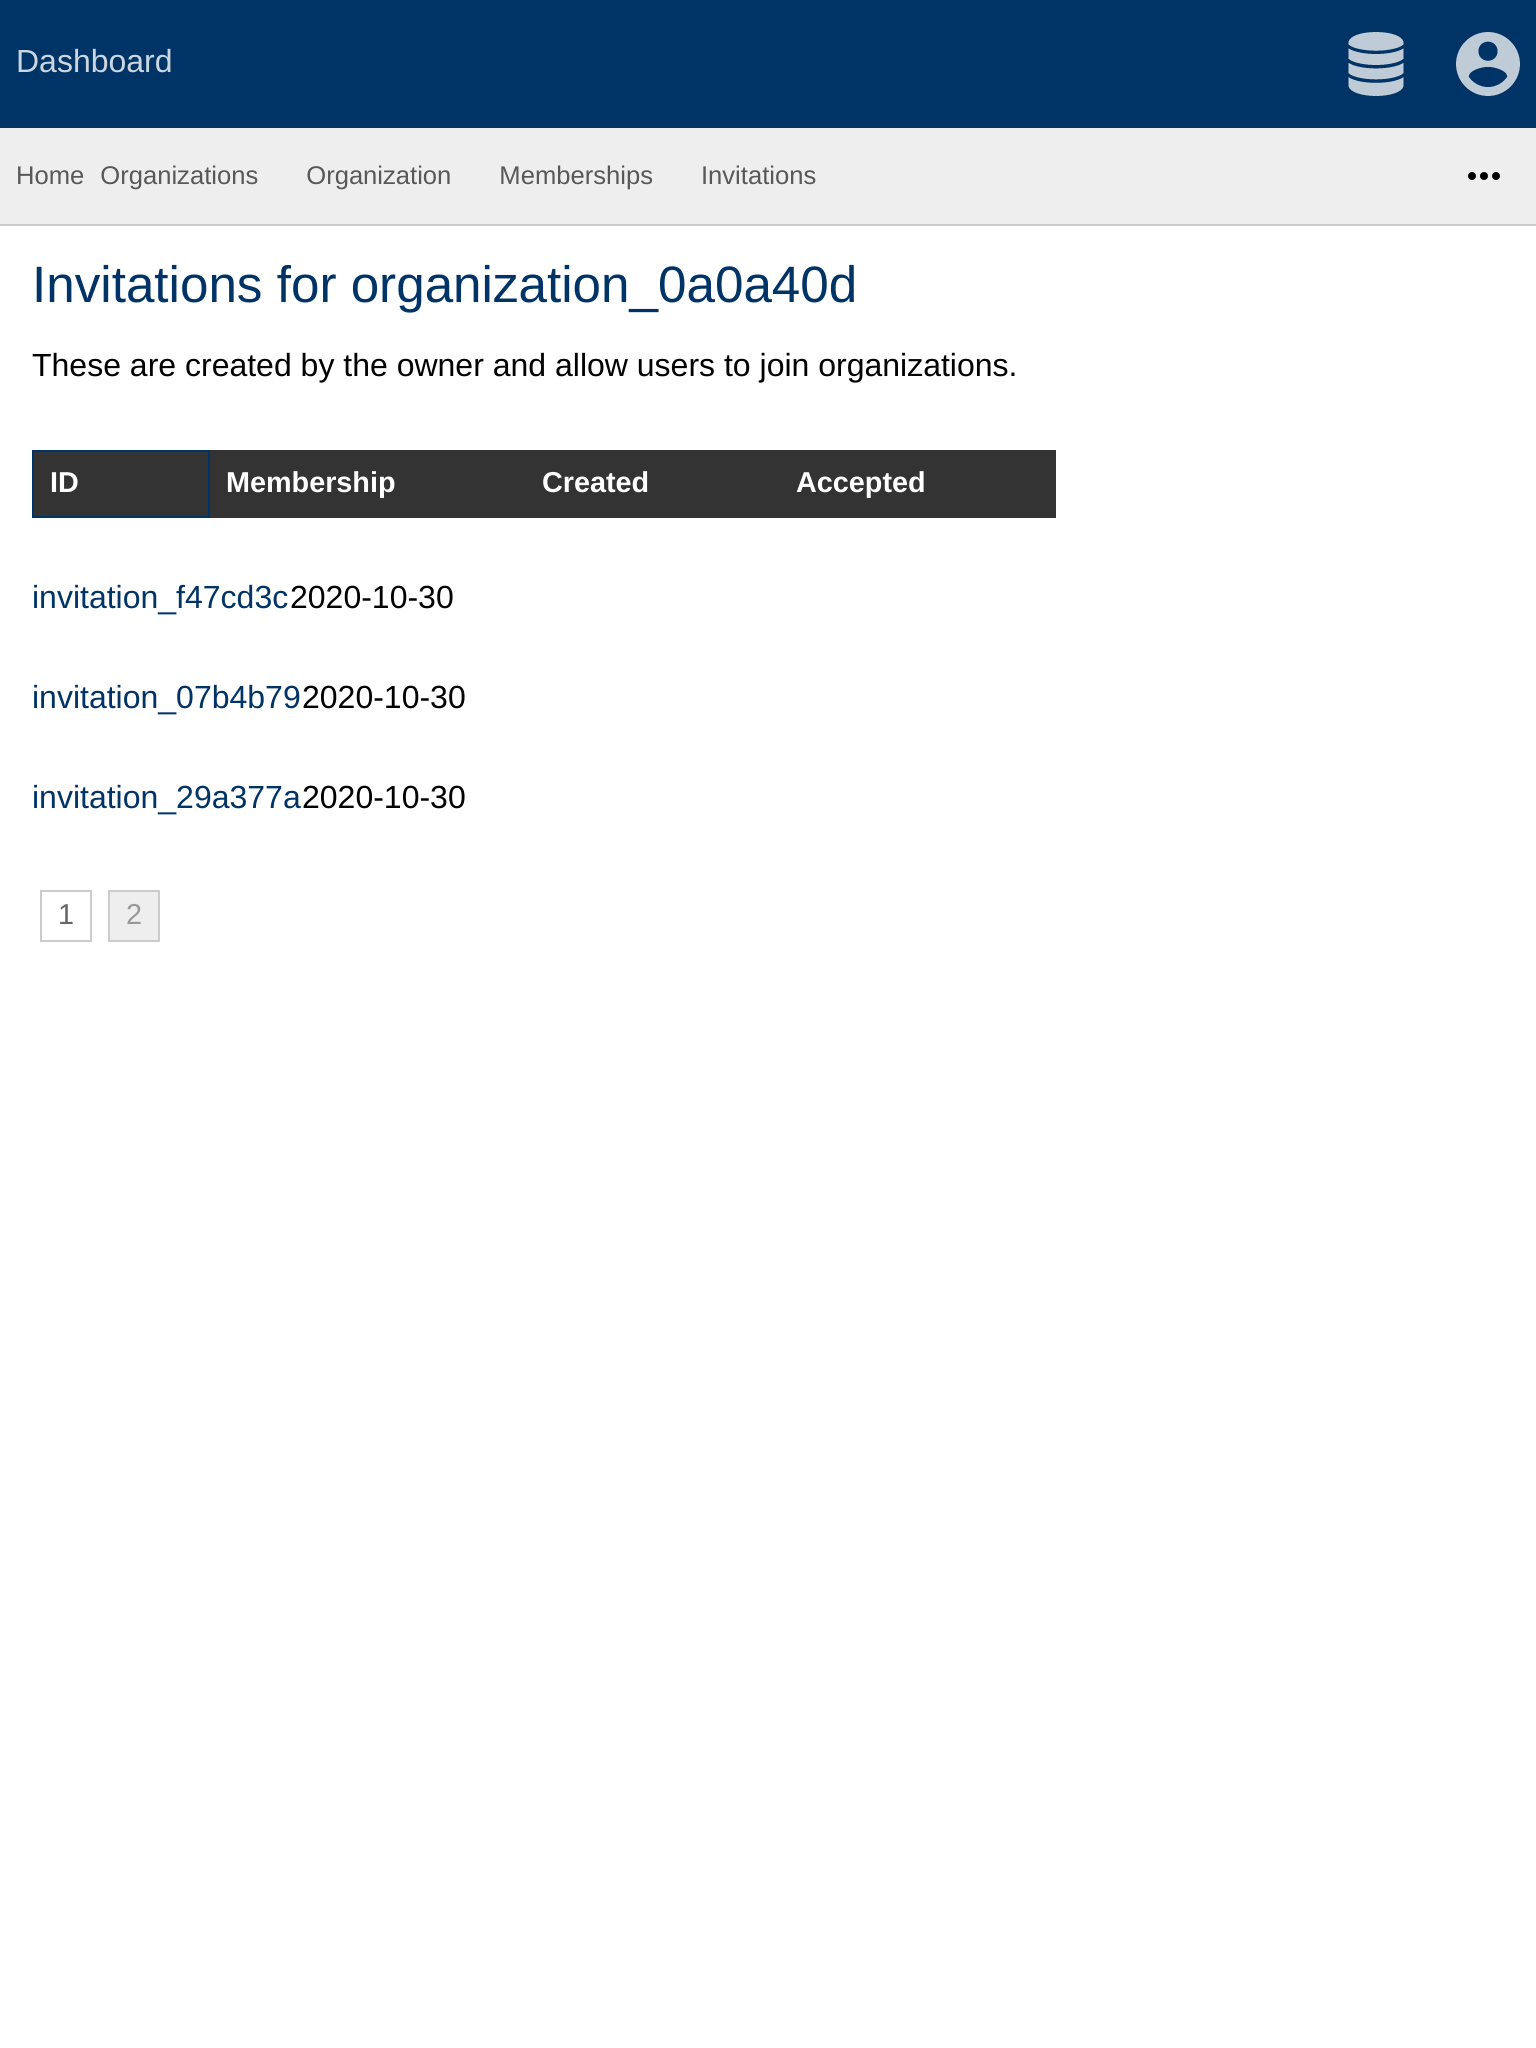 Dashboard
Home Organizations Organization Memberships Invitations
Invitations for organization_0a0a40d
These are created by the owner and allow users to join organizations.
ID Membership Created Accepted
invitation_f47cd3c2020-10-30
invitation_07b4b792020-10-30
invitation_29a377a2020-10-30
1 2